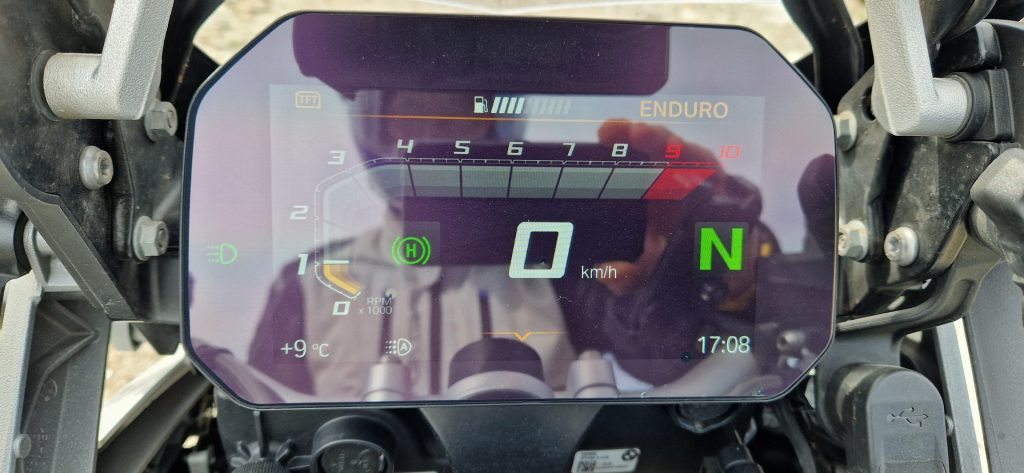 TFT
ENDURO
4 5 6 7 8 9 10
3
2
1
0
RPM
x 1000
H
0
km/h
N
+9 °C
A
17:08